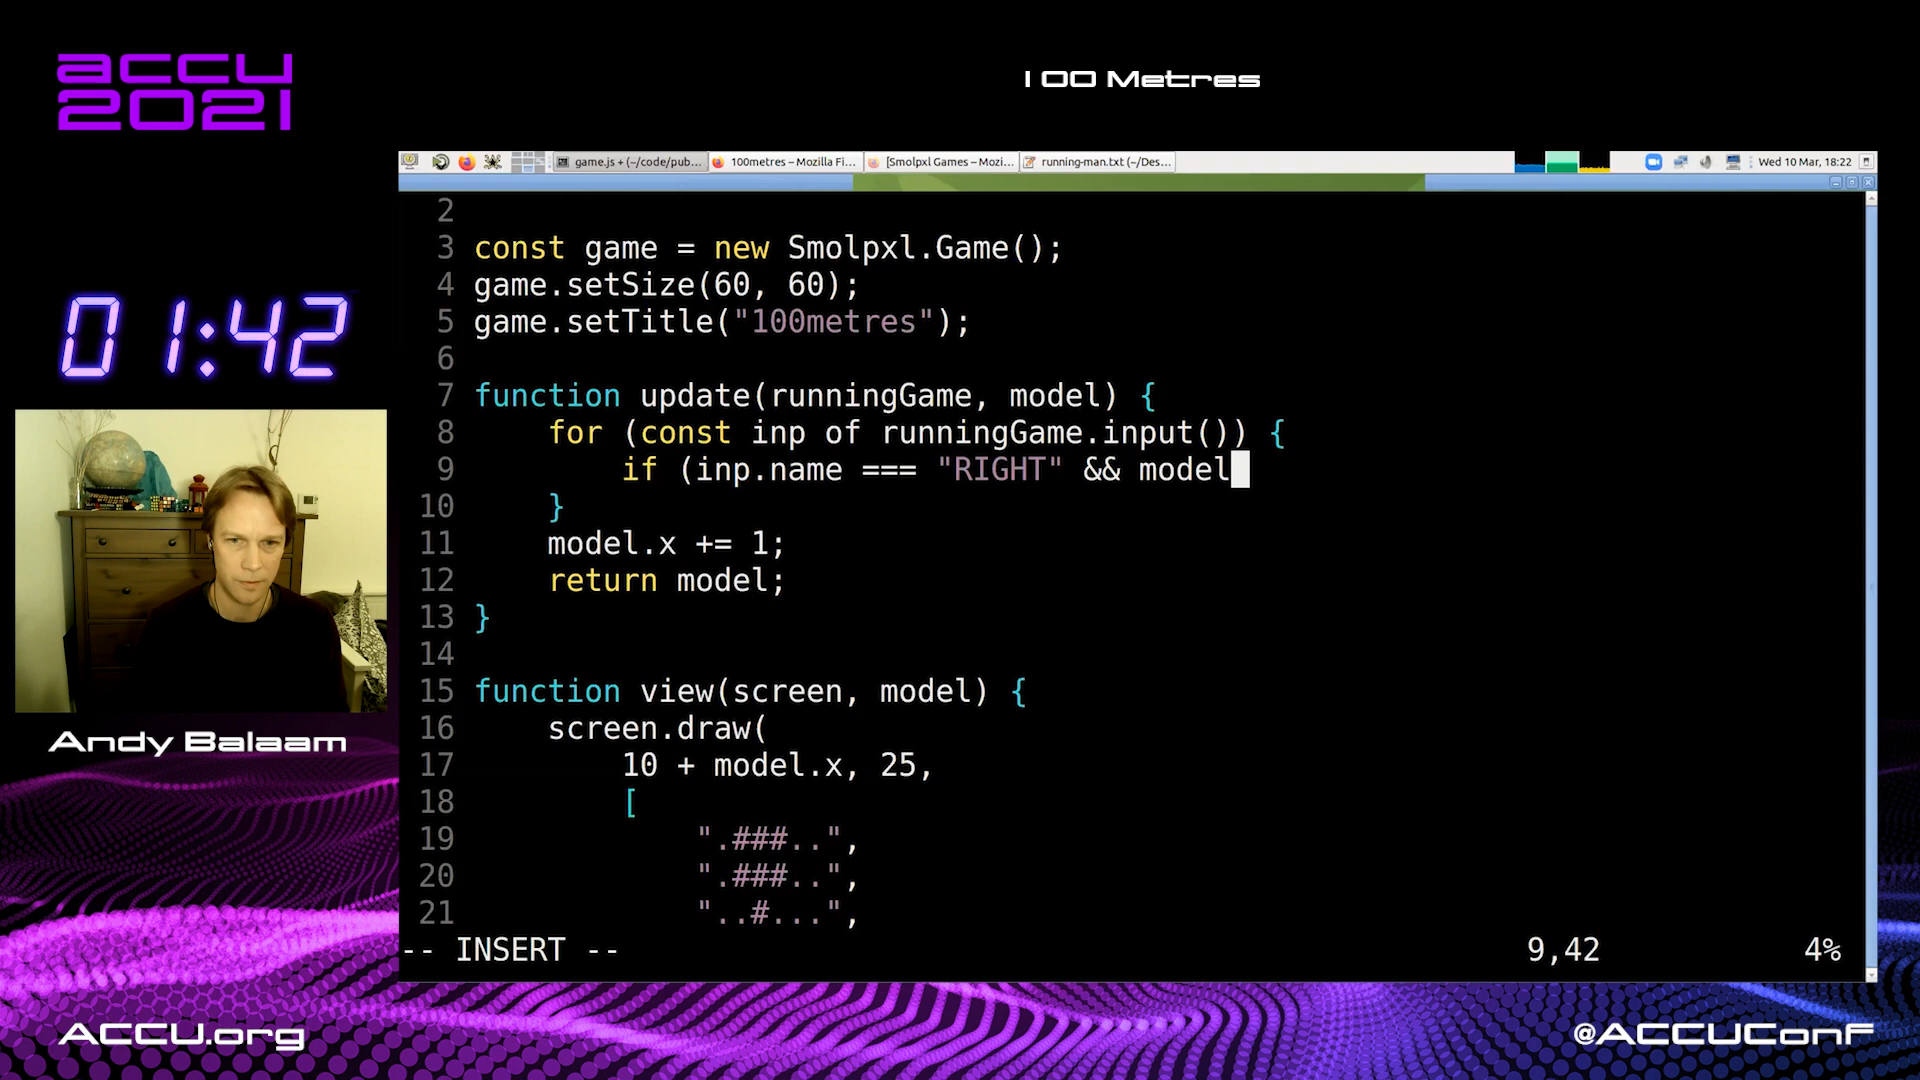 accu
2021
100 Metres
game.js + (~/code/pub...
100metres – Mozilla Fi...
[Smolpxl Games – Mozi...
running-man.txt (~/Des...
Wed 10 Mar, 18:22
01:42
2
3 const game = new Smolpxl.Game();
4 game.setSize(60, 60);
5 game.setTitle("100metres");
6
7 function update(runningGame, model) {
8     for (const inp of runningGame.input()) {
9         if (inp.name === "RIGHT" && model
10     }
11     model.x += 1;
12     return model;
13 }
14
15 function view(screen, model) {
16     screen.draw(
17         10 + model.x, 25,
18         [
19             ".###..",
20             ".###..",
21             "..#...",
-- INSERT --
9,42
4%
Andy Balaam
ACCU.org
@ACCUConf